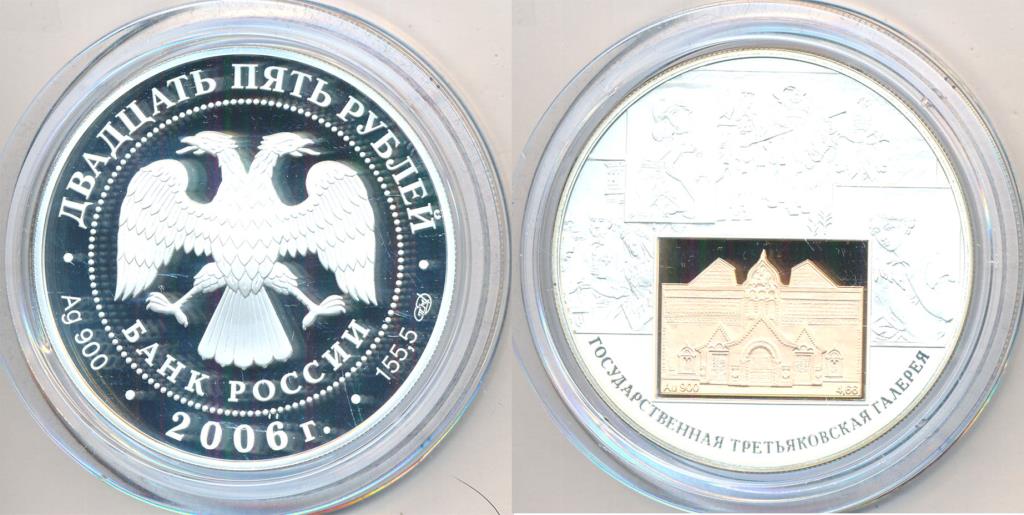 ДВАДЦАТЬ ПЯТЬ РУБЛЕЙ
Ag 900
БАНК РОССИИ
155,5
2006 г.
Au 900
4,66
ГОСУДАРСТВЕННАЯ ТРЕТЬЯКОВСКАЯ ГАЛЕРЕЯ